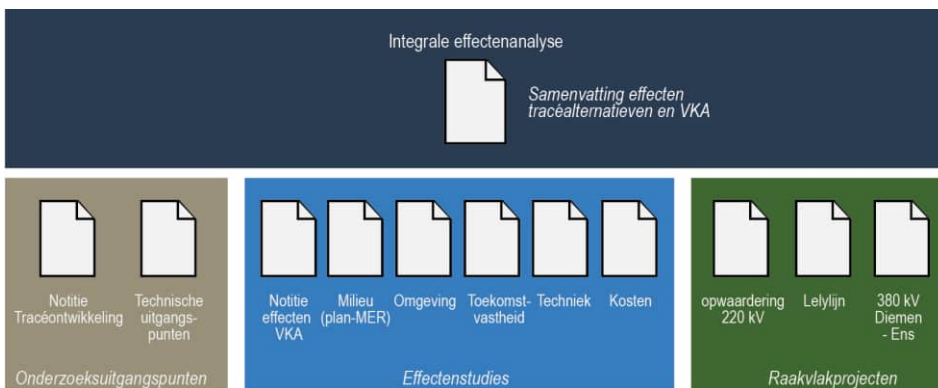 Integrale effectenanalyse
Samenvatting effecten
tracéalternatieven en VKA
Notitie
Tracéontwikkeling
Technische
uitgangs-
punten
Onderzoeksuitgangspunten
Notitie
effecten
VKA
Milieu
(plan-MER)
Omgeving
Toekomst-
vastheid
Techniek
Kosten
Effectenstudies
opwaardering
220 kV
Lelylijn
380 kV
Diemen
- Ens
Raakvlakprojecten